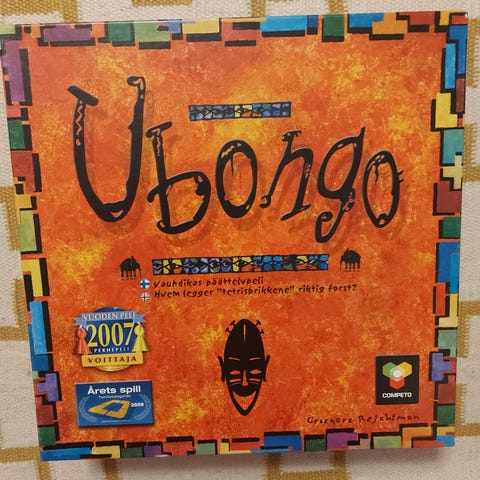 Ubongo
Vauhdikas päättelypeli
Hvem legger "tetrisbrikkene" riktig først?
VUODEN PELI
2007
PERHEPELI
VOITTAJA
Årets spill
Familiekategorien
2006
COMPETO
Grzegorz Rejchtman